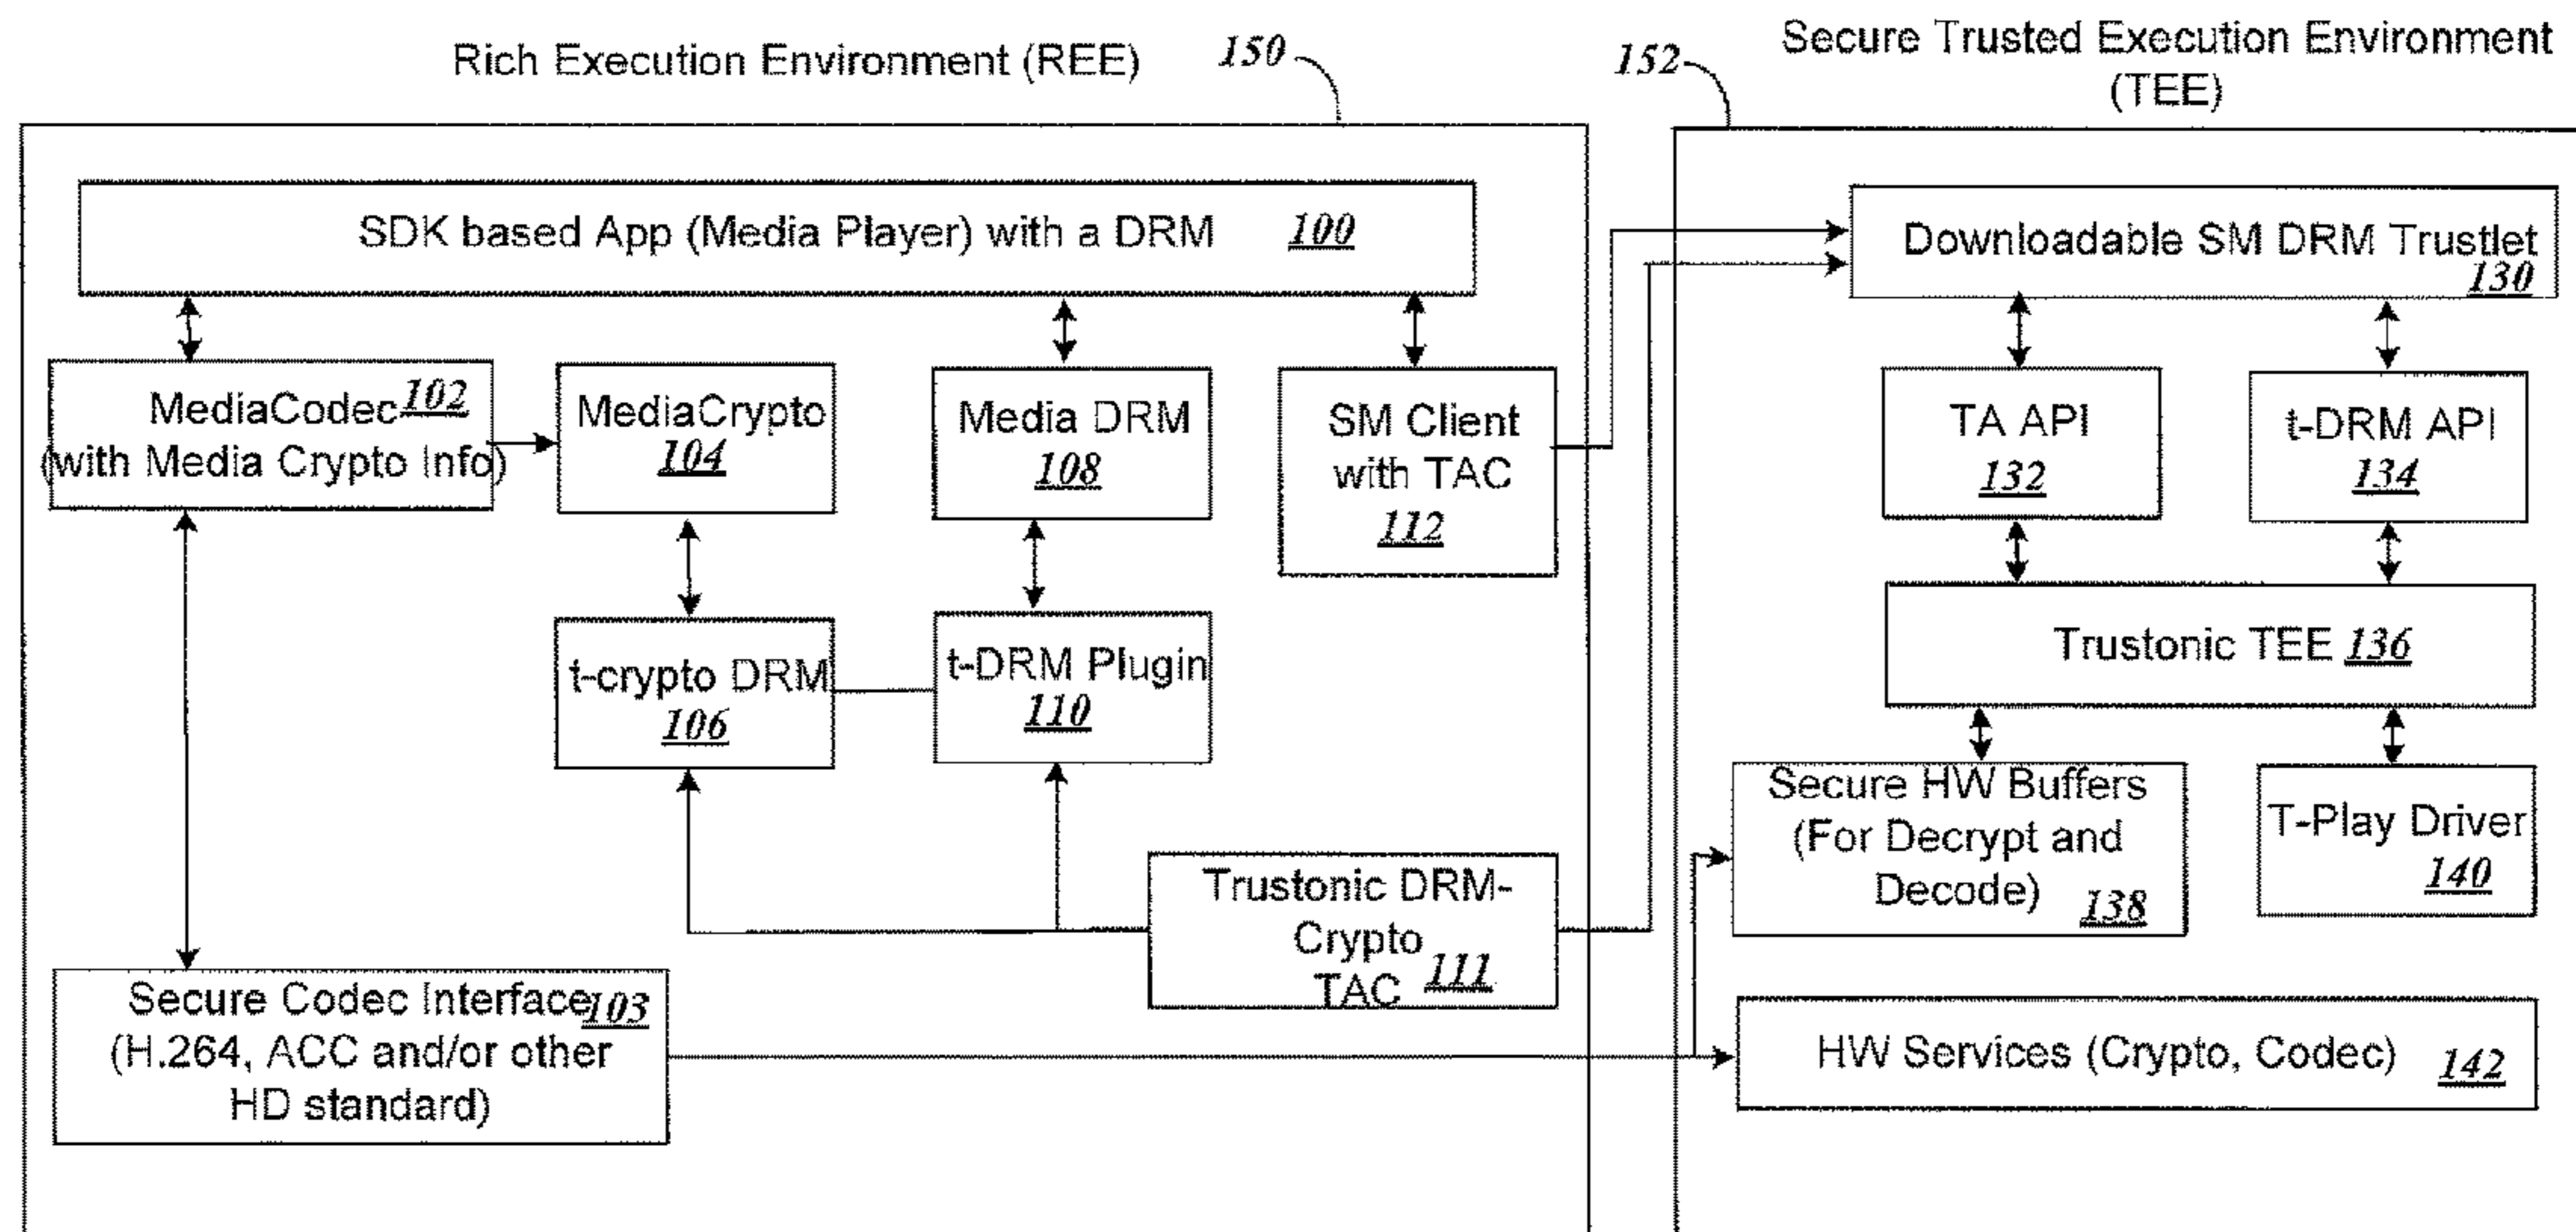 Rich Execution Environment (REE)
150
152
Secure Trusted Execution Environment
(TEE)
SDK based App (Media Player) with a DRM 100
MediaCodec 102
(with Media Crypto Info)
MediaCrypto
104
Media DRM
108
SM Client
with TAC
112
t-crypto DRM
106
t-DRM Plugin
110
Trustonic DRM-
Crypto
TAC 111
Secure Codec Interface 103
(H.264, ACC and/or other
HD standard)
Downloadable SM DRM Trustlet
130
TA API
132
t-DRM API
134
Trustonic TEE 136
Secure HW Buffers
(For Decrypt and
Decode) 138
T-Play Driver
140
HW Services (Crypto, Codec) 142